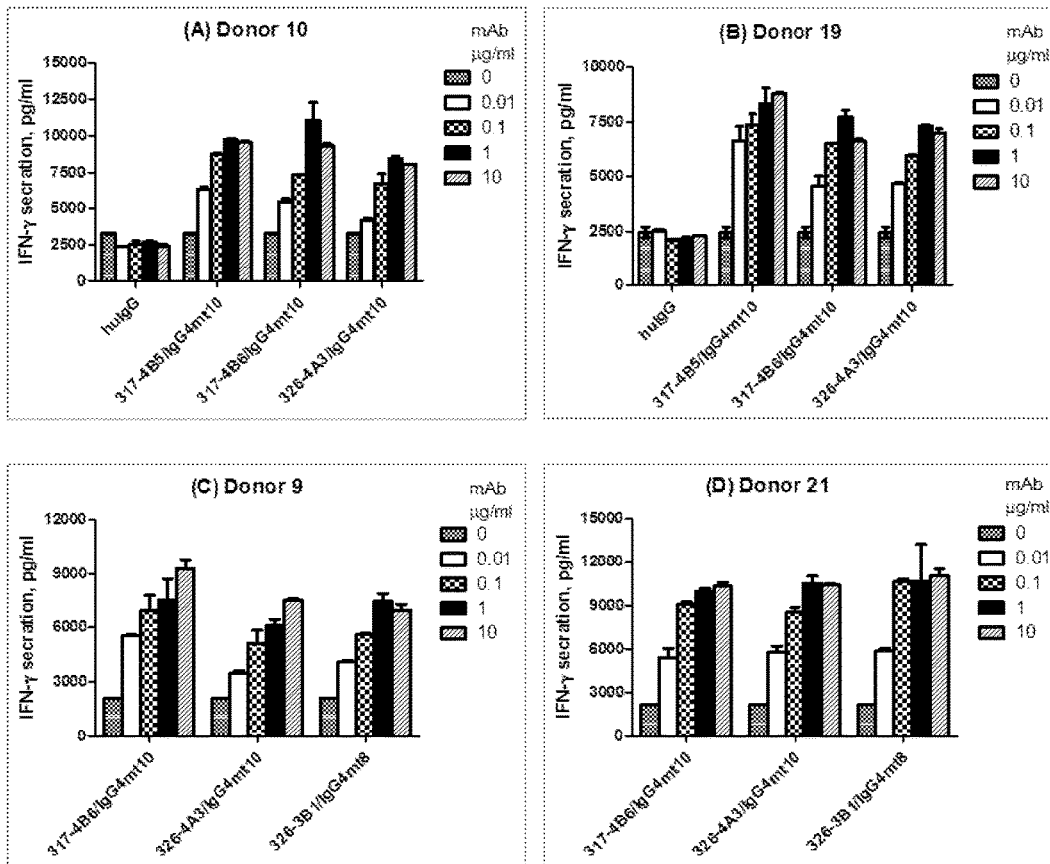 (A) Donor 10
mAb
µg/ml
15000
12500
10000
7500
5000
2500
0
IFN-γ secration, pg/ml
0
0.01
0.1
1
10
huIgG
317-4B5/IgG4mt10
317-4B6/IgG4mt10
326-4A3/IgG4mt10
(B) Donor 19
mAb
µg/ml
10000
7500
5000
2500
0
IFN-γ secration, pg/ml
0
0.01
0.1
1
10
huIgG
317-4B5/IgG4mt10
317-4B6/IgG4mt10
326-4A3/IgG4mt10
(C) Donor 9
mAb
µg/ml
12000
9000
6000
3000
0
IFN-γ secration, pg/ml
0
0.01
0.1
1
10
317-4B6/IgG4mt10
326-4A3/IgG4mt10
326-3B1/IgG4mt8
(D) Donor 21
mAb
µg/ml
15000
12000
9000
6000
3000
0
IFN-γ secration, pg/ml
0
0.01
0.1
1
10
317-4B6/IgG4mt10
326-4A3/IgG4mt10
326-3B1/IgG4mt8